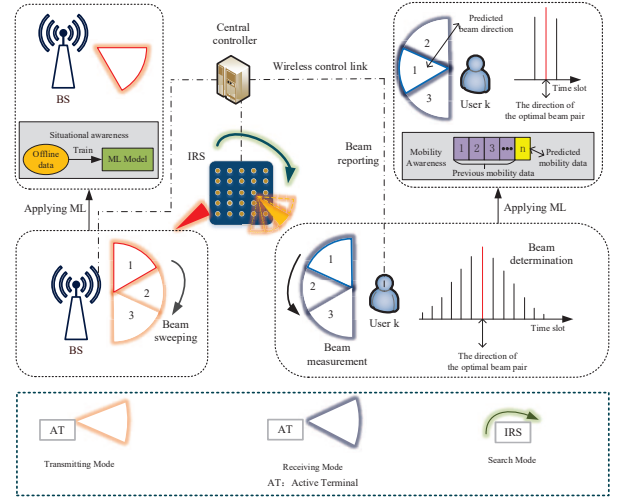 BS
Situational awareness
Offline
data
Train
ML Model
Applying ML
Central
controller
Wireless control link
IRS
Beam
reporting
Predicted
beam direction
2
1
3
User k
Time slot
The direction of
the optimal beam pair
Mobility
Awareness
1 2 3 ••• n
Predicted
mobility data
Previous mobility data
Applying ML
BS
1
2
3
Beam
sweeping
1
2
3
Beam
measurement
1
User k
Beam
determination
Time slot
The direction of
the optimal beam pair
AT
Transmitting Mode
AT
Receiving Mode
IRS
Search Mode
AT: Active Terminal